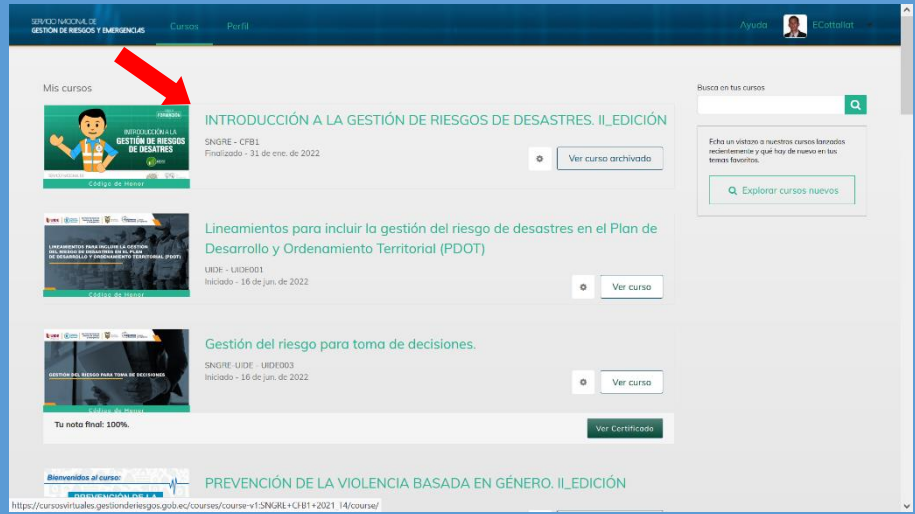 SERVICIO NACIONAL DE
GESTIÓN DE RIESGOS Y EMERGENCIAS
Cursos
Perfil
Ayuda
ECottallat
Mis cursos
INTRODUCCIÓN A LA
GESTIÓN DE RIESGOS
DE DESATRES
Código de Honor
INTRODUCCIÓN A LA GESTIÓN DE RIESGOS DE DESASTRES. II_EDICIÓN
SNGRE - CFB1
Finalizado - 31 de ene. de 2022
Ver curso archivado
Busca en tus cursos
Echa un vistazo a nuestros cursos lanzados
recientemente y qué hay de nuevo en tus
temas favoritos.
Explorar cursos nuevos
LINEAMIENTOS PARA INCLUIR LA GESTIÓN
DEL RIESGO DE DESASTRES EN EL PLAN
DE DESARROLLO Y ORDENAMIENTO TERRITORIAL (PDOT)
Código de Honor
Lineamientos para incluir la gestión del riesgo de desastres en el Plan de
Desarrollo y Ordenamiento Territorial (PDOT)
UIDE - UIDE001
Iniciado - 16 de jun. de 2022
Ver curso
GESTIÓN DEL RIESGO PARA TOMA DE DECISIONES
Código de Honor
Gestión del riesgo para toma de decisiones.
SNGRE-UIDE - UIDE003
Iniciado - 16 de jun. de 2022
Ver curso
Tu nota final: 100%.
Ver Certificado
Bienvenidos al curso:
PREVENCIÓN DE LA
PREVENCIÓN DE LA VIOLENCIA BASADA EN GÉNERO. II_EDICIÓN
https://cursosvirtuales.gestionderiesgos.gob.ec/courses/course-v1:SNGRE+CFB1+2021_T4/course/